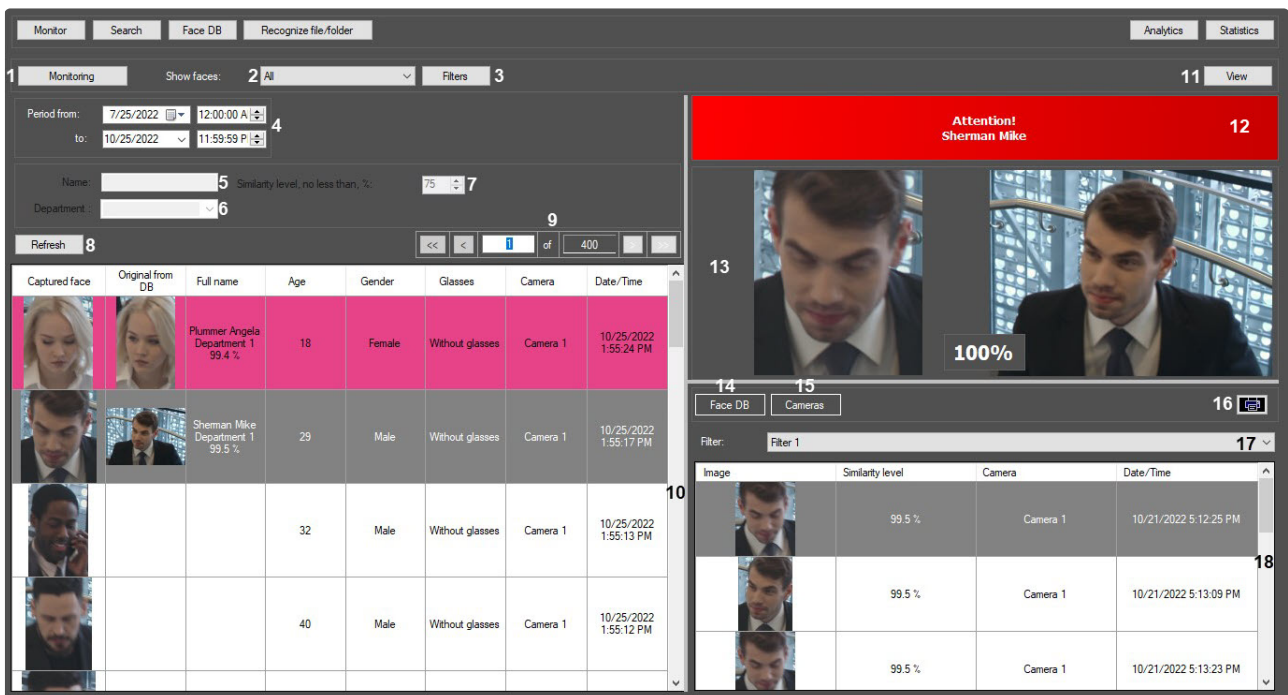 Monitor Search Face DB Recognize file/folder Analytics Statistics
1 Monitoring Show faces: 2 All Filters 3 11 View
Period from: 7/25/2022 12:00:00 A
4
to: 10/25/2022 11:59:59 P
Attention!
Sherman Mike
12
Name: 5 Similarity level, no less than, %: 75 7
Department : 6
Refresh 8
9
<< < 1 of 400 > >>
13
100%
Captured face Original from DB Full name Age Gender Glasses Camera Date/Time
Plummer Angela
Department 1
99.4 %
18 Female Without glasses Camera 1 10/25/2022
1:55:24 PM
Sherman Mike
Department 1
99.5 %
29 Male Without glasses Camera 1 10/25/2022
1:55:17 PM
10
32 Male Without glasses Camera 1 10/25/2022
1:55:13 PM
40 Male Without glasses Camera 1 10/25/2022
1:55:12 PM
14 15
Face DB Cameras 16
Filter: Filter 1 17
Image Similarity level Camera Date/Time
99.5 % Camera 1 10/21/2022 5:12:25 PM
18
99.5 % Camera 1 10/21/2022 5:13:09 PM
99.5 % Camera 1 10/21/2022 5:13:23 PM